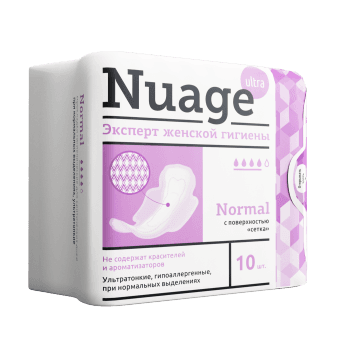 Nuage
ultra
Эксперт женской гигиены
Normal
с поверхностью
«сетка»
Не содержат красителей
и ароматизаторов
Ультратонкие, гипоаллергенные,
при нормальных выделениях
10 шт.
Normal